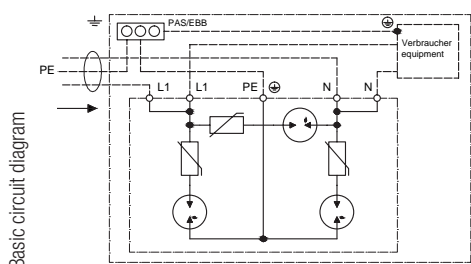 PAS/EBB
Verbraucher
equipment
PE
L1 L1 PE N N
Basic circuit diagram